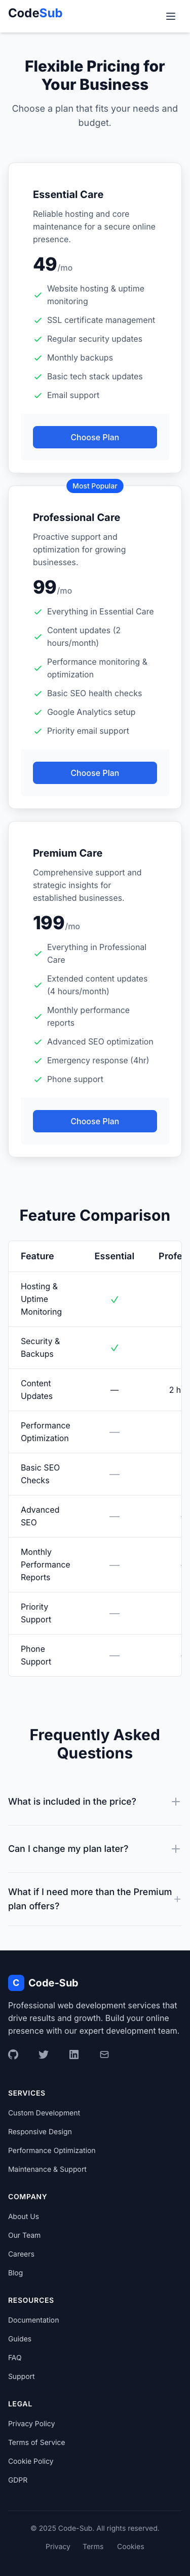 CodeSub
Flexible Pricing for
Your Business
Choose a plan that fits your needs and
budget.
Essential Care
Reliable hosting and core
maintenance for a secure online
presence.
49/mo
Website hosting & uptime
monitoring
SSL certificate management
Regular security updates
Monthly backups
Basic tech stack updates
Email support
Choose Plan
Most Popular
Professional Care
Proactive support and
optimization for growing
businesses.
99/mo
Everything in Essential Care
Content updates (2
hours/month)
Performance monitoring &
optimization
Basic SEO health checks
Google Analytics setup
Priority email support
Choose Plan
Premium Care
Comprehensive support and
strategic insights for
established businesses.
199/mo
Everything in Professional
Care
Extended content updates
(4 hours/month)
Monthly performance
reports
Advanced SEO optimization
Emergency response (4hr)
Phone support
Choose Plan
Feature Comparison
Feature Essential Profe
Hosting &
Uptime
Monitoring
Security &
Backups
Content
Updates — 2 h
Performance
Optimization —
Basic SEO
Checks —
Advanced
SEO —
Monthly
Performance
Reports —
Priority
Support —
Phone
Support —
Frequently Asked
Questions
What is included in the price?
Can I change my plan later?
What if I need more than the Premium
plan offers?
C Code-Sub
Professional web development services that
drive results and growth. Build your online
presence with our expert development team.
SERVICES
Custom Development
Responsive Design
Performance Optimization
Maintenance & Support
COMPANY
About Us
Our Team
Careers
Blog
RESOURCES
Documentation
Guides
FAQ
Support
LEGAL
Privacy Policy
Terms of Service
Cookie Policy
GDPR
© 2025 Code-Sub. All rights reserved.
Privacy Terms Cookies